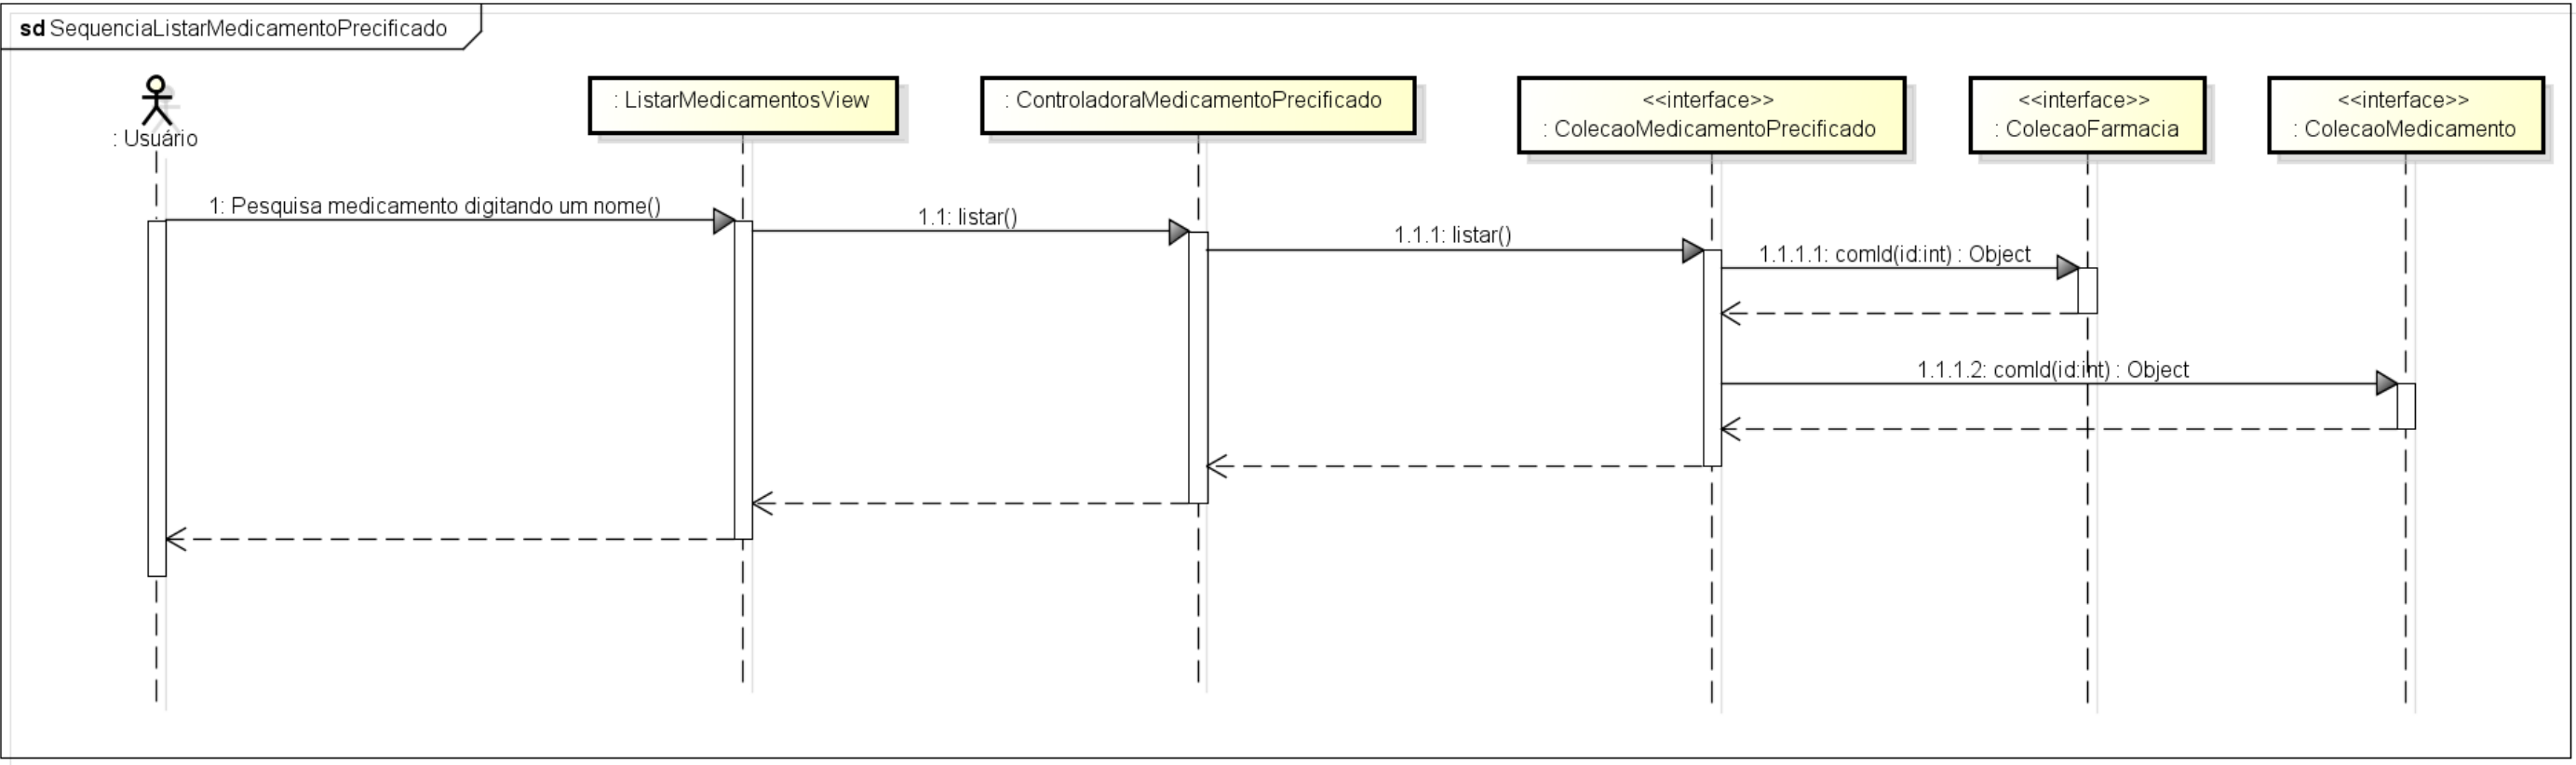 sd SequenciaListarMedicamentoPrecificado
: Usuário
: ListarMedicamentosView
: ControladoraMedicamentoPrecificado
<<interface>>
: ColecaoMedicamentoPrecificado
<<interface>>
: ColecaoFarmacia
<<interface>>
: ColecaoMedicamento
1: Pesquisa medicamento digitando um nome()
1.1: listar()
1.1.1: listar()
1.1.1.1: comId(id:int) : Object
1.1.1.2: comId(id:int) : Object